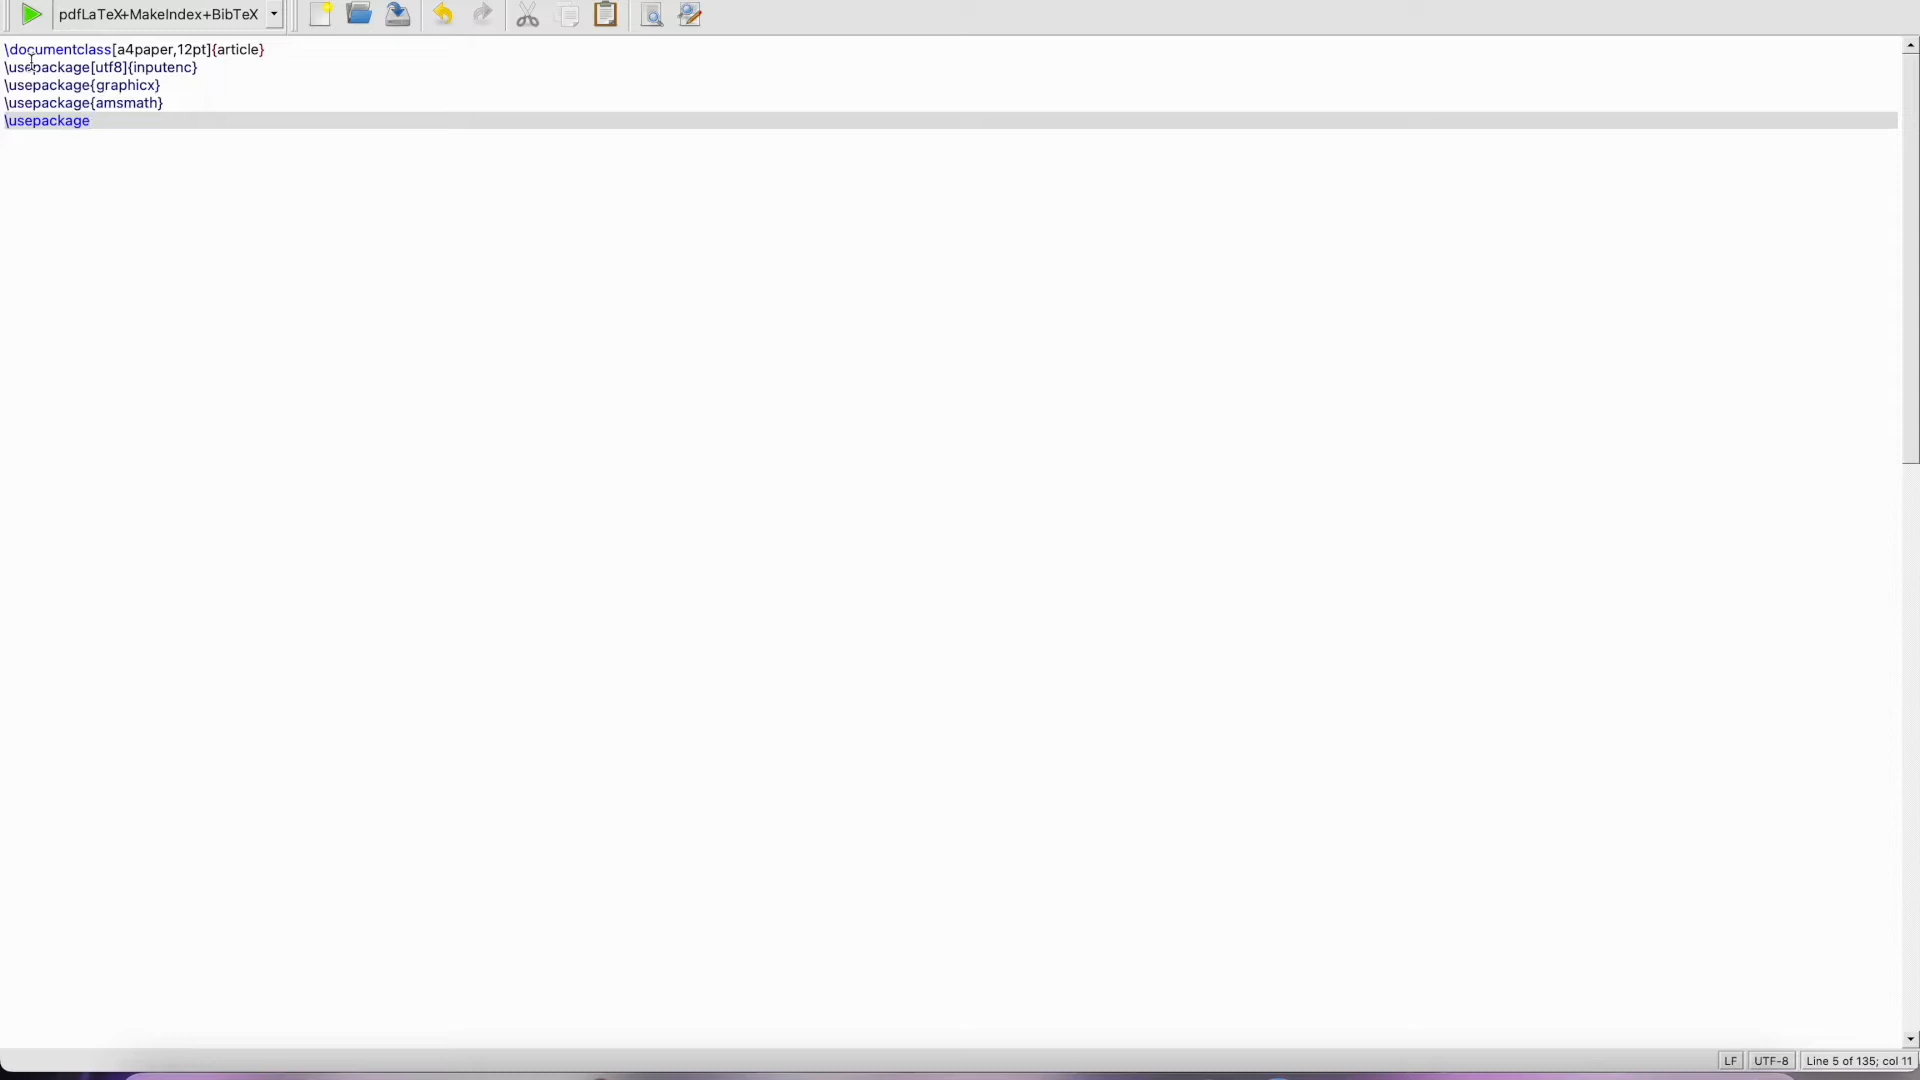 pdfLaTeX+MakeIndex+BibTeX
\documentclass[a4paper,12pt]{article}
\usepackage[utf8]{inputenc}
\usepackage{graphicx}
\usepackage{amsmath}
\usepackage
LF UTF-8 Line 5 of 135; col 11